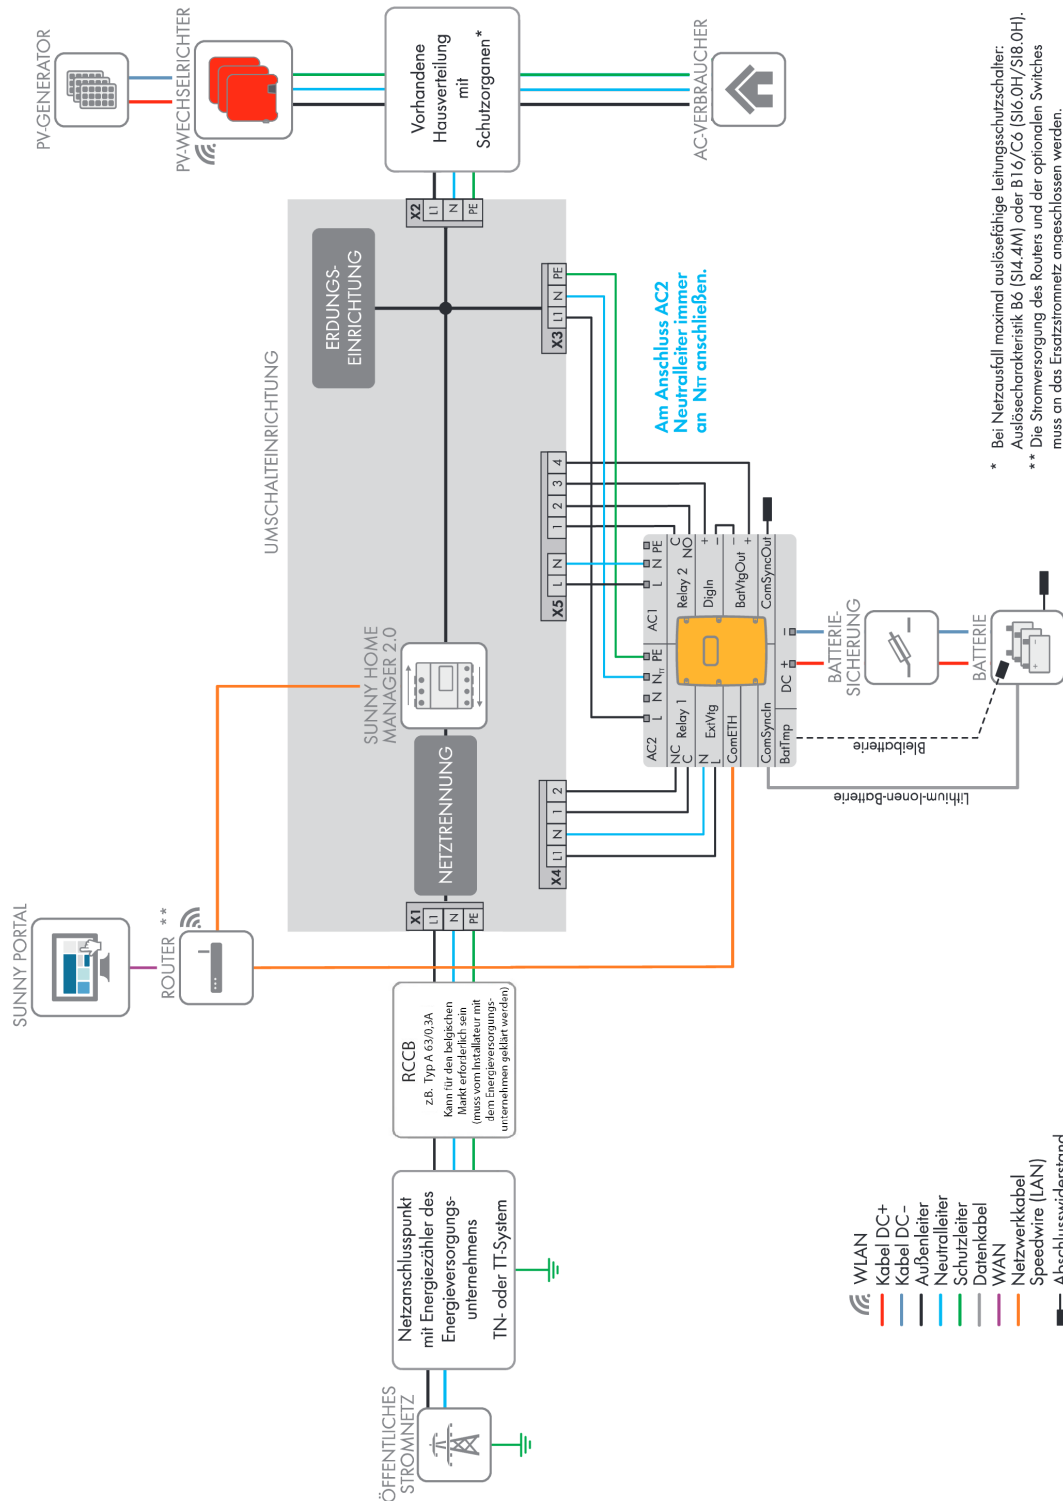 PV-GENERATOR
PV-WECHSELRICHTER
Vorhandene
Hausverteilung
mit
Schutzorganen*
AC-VERBRAUCHER
UMSCHALTEINRICHTUNG
ERDUNGS-
EINRICHTUNG
X2
L1
N
PE
X3
L1
N
PE
Am Anschluss AC2
Neutralleiter immer
an NTT anschließen.
* Bei Netzausfall maximal auslösefähige Leitungsschutzschalter:
Auslösecharakteristik B6 (SI4.4M) oder B16/C6 (SI6.0H/SI8.0H).
** Die Stromversorgung des Routers und der optionalen Switches
muss an das Ersatzstromnetz angeschlossen werden.
SUNNY HOME
MANAGER 2.0
NETZTRENNUNG
X5
L
N
1
2
3
4
X4
L1
N
1
2
X1
L1
N
PE
AC1
L
N
PE
Relay 2
C
NO
DigIn
+
−
BatVtgOut
−
+
ComSyncOut
AC2
L
N
NTT
PE
Relay 1
NC
C
ExtVtg
N
L
ComETH
ComSyncIn
BatTmp
DC
+
−
BATTERIE-
SICHERUNG
BATTERIE
Bleibatterie
Lithium-Ionen-Batterie
SUNNY PORTAL
ROUTER **
RCCB
z.B. Typ A 63/0,3A
Kann für den belgischen
Markt erforderlich sein
(muss vom Installateur mit
dem Energieversorgungs-
unternehmen geklärt werden)
Netzanschlusspunkt
mit Energiezähler des
Energieversorgungs-
unternehmens
TN- oder TT-System
ÖFFENTLICHES
STROMNETZ
WLAN
Kabel DC+
Kabel DC−
Außenleiter
Neutralleiter
Schutzleiter
Datenkabel
WAN
Netzwerkkabel
Speedwire (LAN)
Abschlusswiderstand